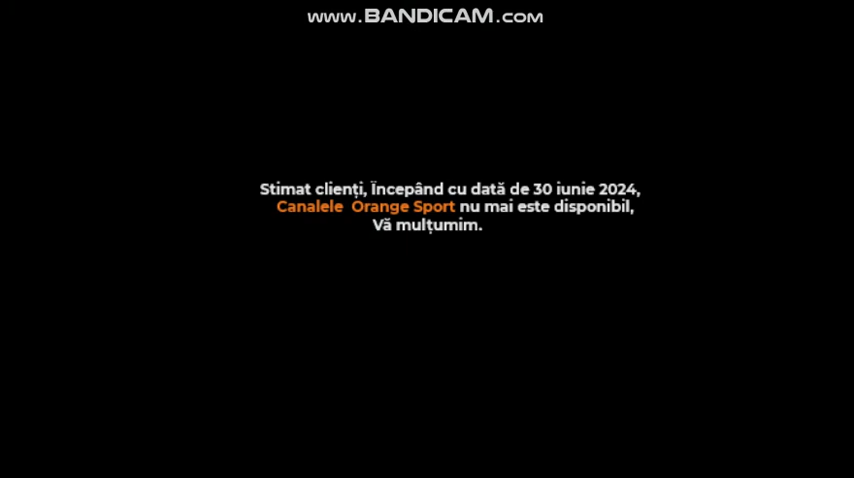 www.BANDICAM.com
Stimat clienți, Începând cu dată de 30 iunie 2024,
Canalele Orange Sport nu mai este disponibil,
Vă mulțumim.